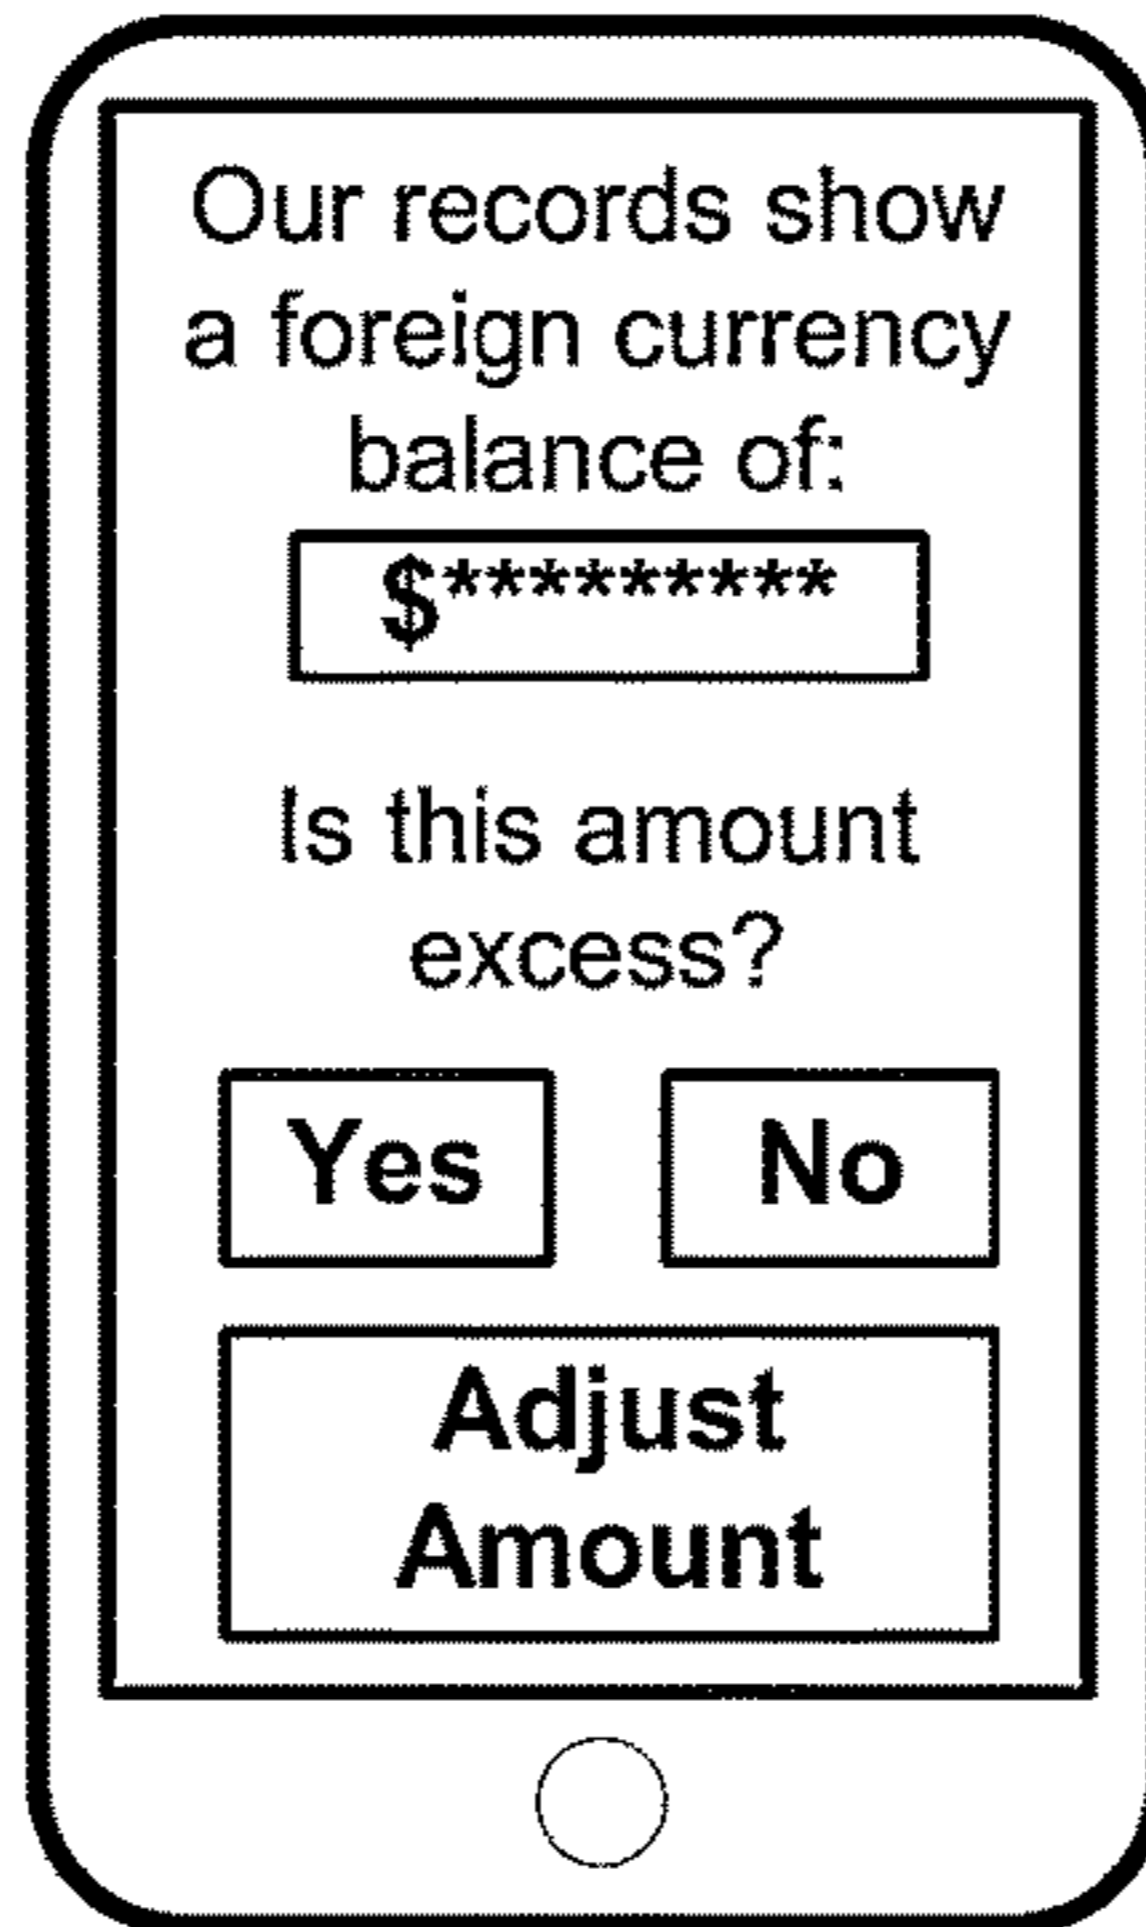 Our records show
a foreign currency
balance of:
$*********
Is this amount
excess?
Yes No
Adjust
Amount